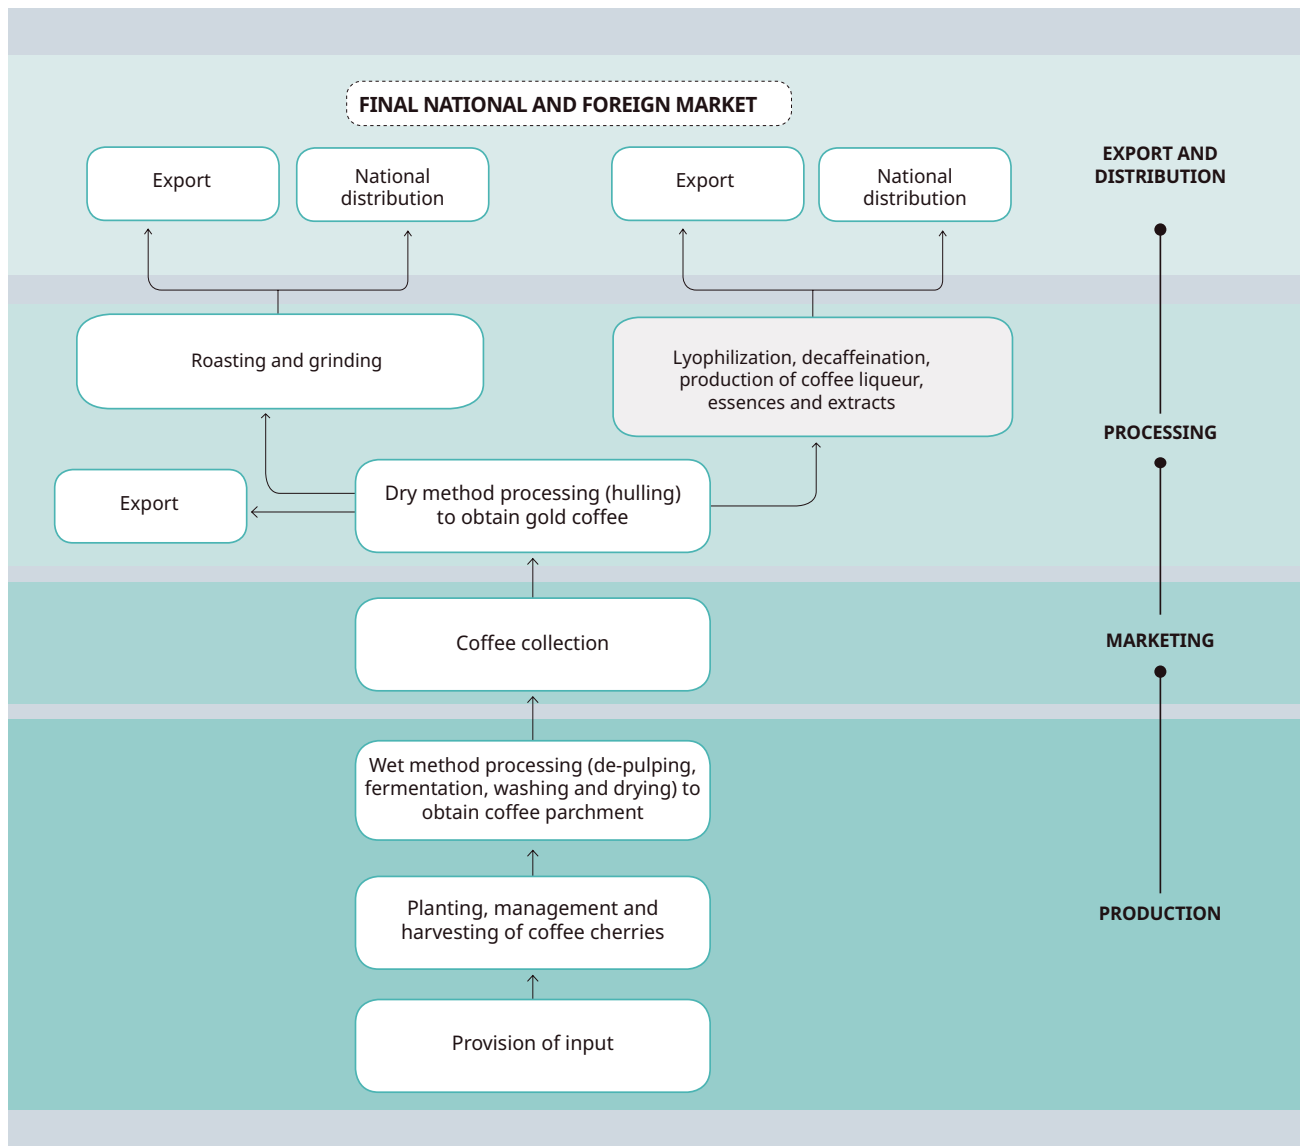 FINAL NATIONAL AND FOREIGN MARKET
Export
National
distribution
Export
National
distribution
EXPORT AND
DISTRIBUTION
Roasting and grinding
Lyophilization, decaffeination,
production of coffee liqueur,
essences and extracts
PROCESSING
Export
Dry method processing (hulling)
to obtain gold coffee
Coffee collection
MARKETING
Wet method processing (de-pulping,
fermentation, washing and drying) to
obtain coffee parchment
Planting, management and
harvesting of coffee cherries
PRODUCTION
Provision of input